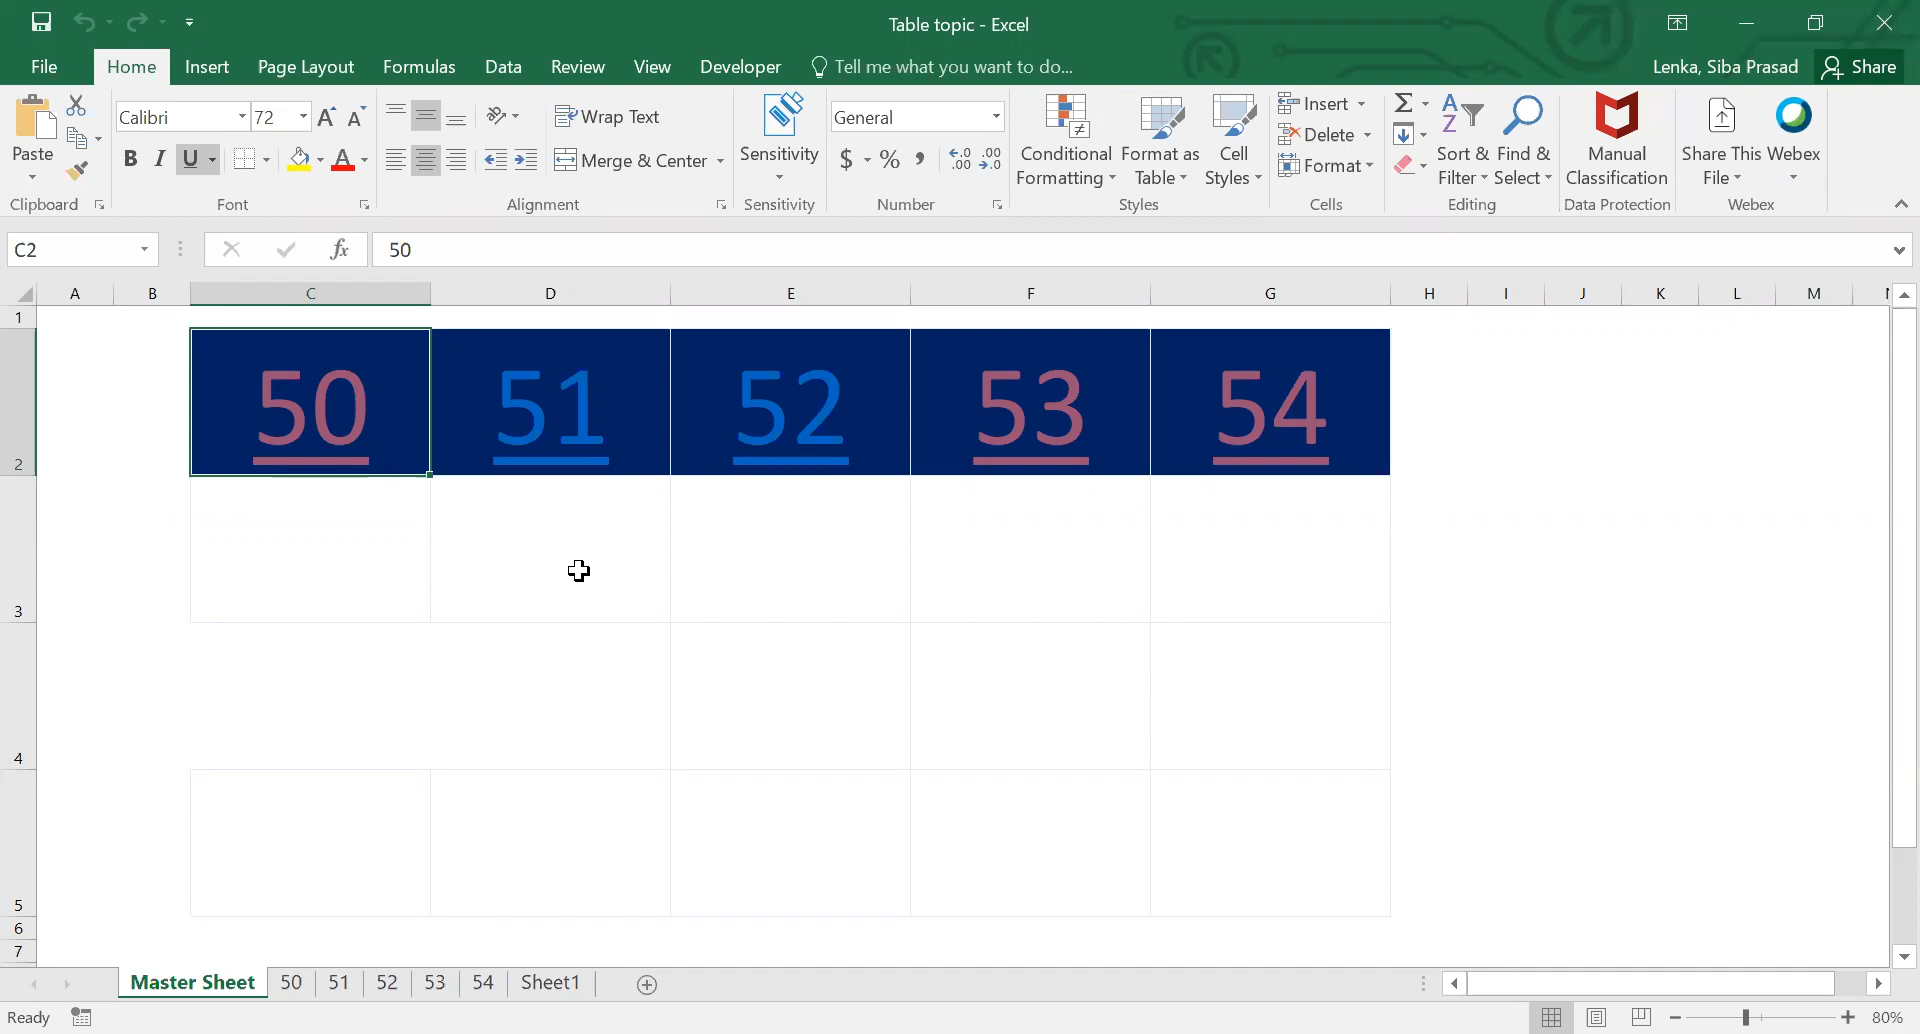 Table topic - Excel
File Home Insert Page Layout Formulas Data Review View Developer Tell me what you want to do... Lenka, Siba Prasad Share
Calibri 72 Wrap Text General Insert
Paste B I U Merge & Center Sensitivity $ % Conditional Formatting Format as Table Cell Styles Delete Format Sort & Filter Find & Select Manual Classification Share This File Webex
Clipboard Font Alignment Sensitivity Number Styles Cells Editing Data Protection Webex
C2 fx 50
A B C D E F G H I J K L M
1
2 50 51 52 53 54
3
4
5
6
7
Master Sheet 50 51 52 53 54 Sheet1
Ready 80%